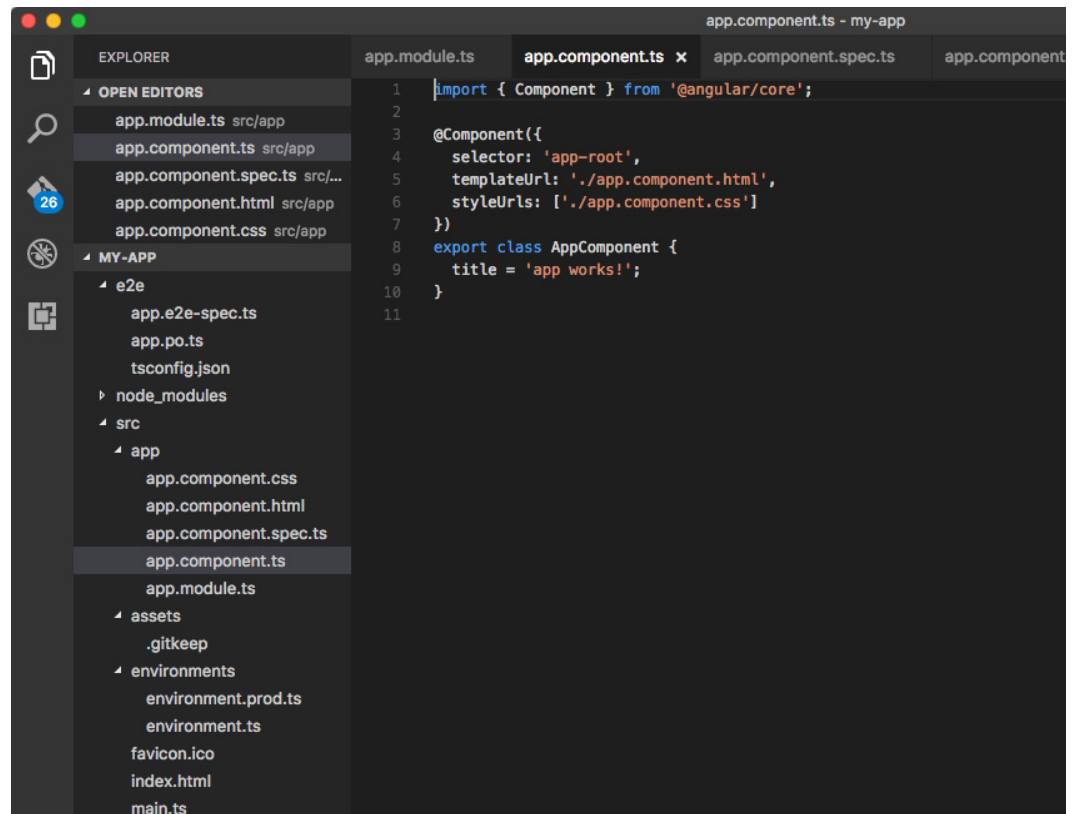 app.component.ts - my-app
EXPLORER
OPEN EDITORS
app.module.ts src/app
app.component.ts src/app
app.component.spec.ts src/...
app.component.html src/app
app.component.css src/app
MY-APP
e2e
app.e2e-spec.ts
app.po.ts
tsconfig.json
node_modules
src
app
app.component.css
app.component.html
app.component.spec.ts
app.component.ts
app.module.ts
assets
.gitkeep
environments
environment.prod.ts
environment.ts
favicon.ico
index.html
main.ts
26
app.module.ts app.component.ts × app.component.spec.ts app.component.
1 import { Component } from '@angular/core';
2
3 @Component({
4   selector: 'app-root',
5   templateUrl: './app.component.html',
6   styleUrls: ['./app.component.css']
7 })
8 export class AppComponent {
9   title = 'app works!';
10 }
11